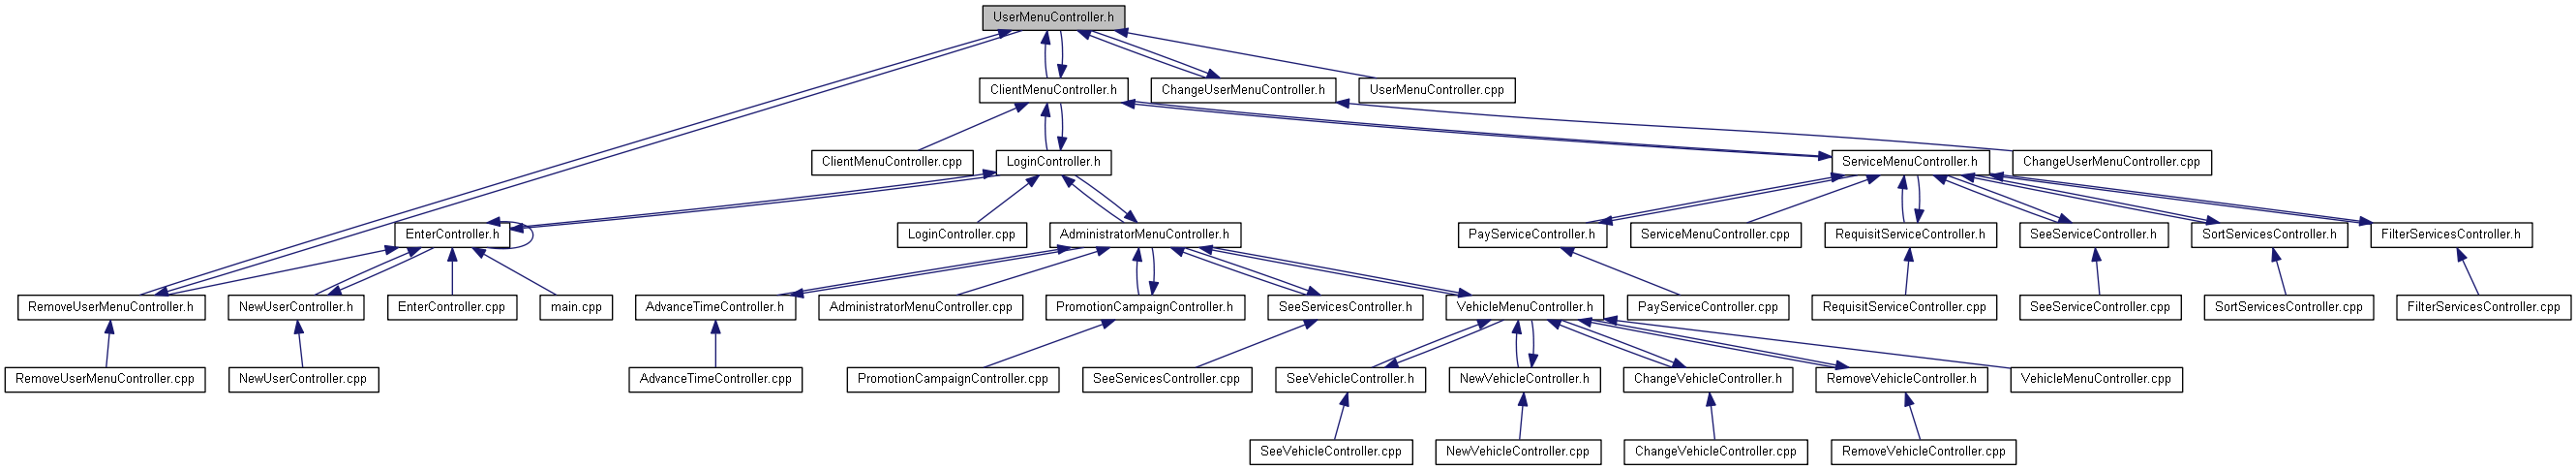 UserMenuController.h
ClientMenuController.h
ChangeUserMenuController.h
UserMenuController.cpp
ClientMenuController.cpp
LoginController.h
ServiceMenuController.h
ChangeUserMenuController.cpp
EnterController.h
LoginController.cpp
AdministratorMenuController.h
PayServiceController.h
ServiceMenuController.cpp
RequisitServiceController.h
SeeServiceController.h
SortServicesController.h
FilterServicesController.h
RemoveUserMenuController.h
NewUserController.h
EnterController.cpp
main.cpp
AdvanceTimeController.h
AdministratorMenuController.cpp
PromotionCampaignController.h
SeeServicesController.h
VehicleMenuController.h
PayServiceController.cpp
RequisitServiceController.cpp
SeeServiceController.cpp
SortServicesController.cpp
FilterServicesController.cpp
RemoveUserMenuController.cpp
NewUserController.cpp
AdvanceTimeController.cpp
PromotionCampaignController.cpp
SeeServicesController.cpp
SeeVehicleController.h
NewVehicleController.h
ChangeVehicleController.h
RemoveVehicleController.h
VehicleMenuController.cpp
SeeVehicleController.cpp
NewVehicleController.cpp
ChangeVehicleController.cpp
RemoveVehicleController.cpp